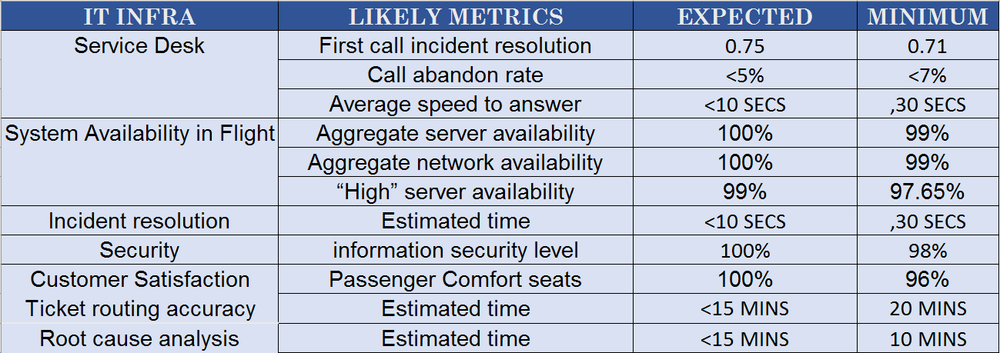 IT INFRA LIKELY METRICS EXPECTED MINIMUM
Service Desk First call incident resolution 0.75 0.71
Call abandon rate <5% <7%
Average speed to answer <10 SECS ,30 SECS
System Availability in Flight Aggregate server availability 100% 99%
Aggregate network availability 100% 99%
“High” server availability 99% 97.65%
Incident resolution Estimated time <10 SECS ,30 SECS
Security information security level 100% 98%
Customer Satisfaction Passenger Comfort seats 100% 96%
Ticket routing accuracy Estimated time <15 MINS 20 MINS
Root cause analysis Estimated time <15 MINS 10 MINS